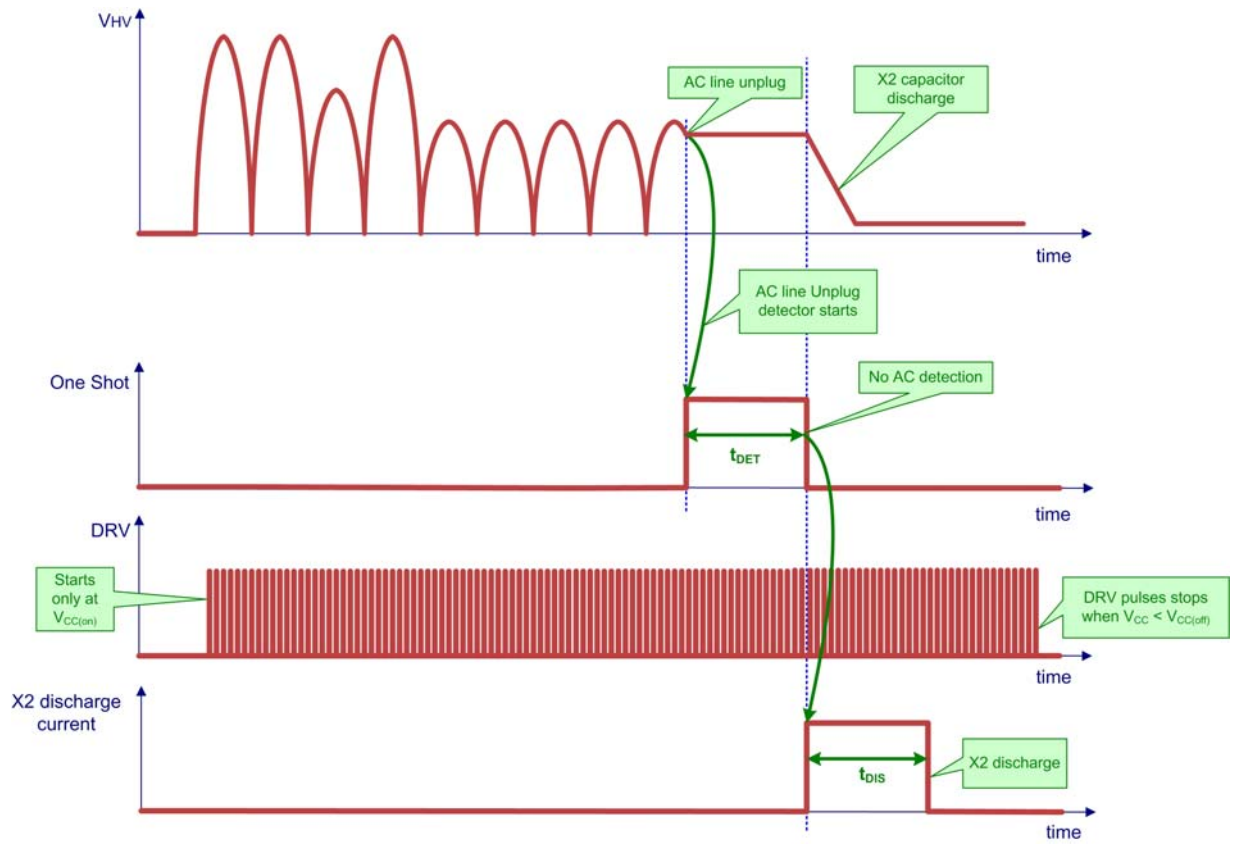 VHV
AC line unplug
X2 capacitor
discharge
time
AC line Unplug
detector starts
One Shot
No AC detection
tDET
time
DRV
Starts
only at
VCC(on)
DRV pulses stops
when VCC < VCC(off)
time
X2 discharge
current
X2 discharge
tDIS
time